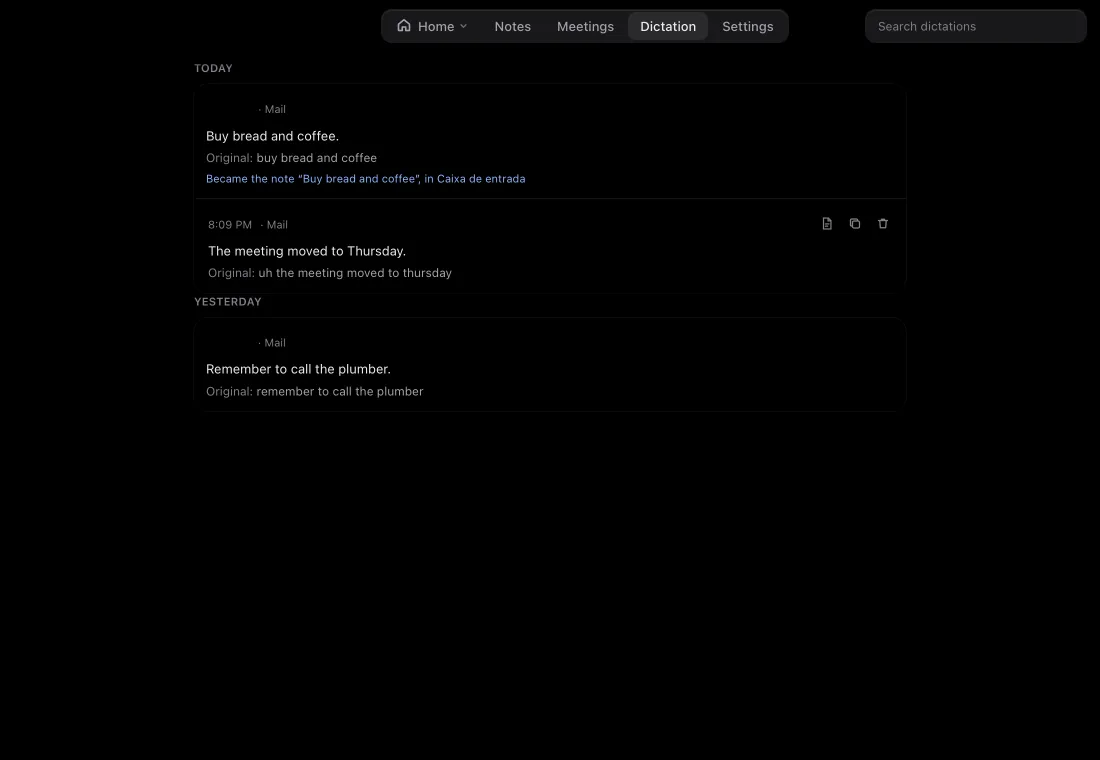 Home Notes Meetings Dictation Settings Search dictations
TODAY
· Mail
Buy bread and coffee.
Original: buy bread and coffee
Became the note “Buy bread and coffee”, in Caixa de entrada
8:09 PM · Mail
The meeting moved to Thursday.
Original: uh the meeting moved to thursday
YESTERDAY
· Mail
Remember to call the plumber.
Original: remember to call the plumber